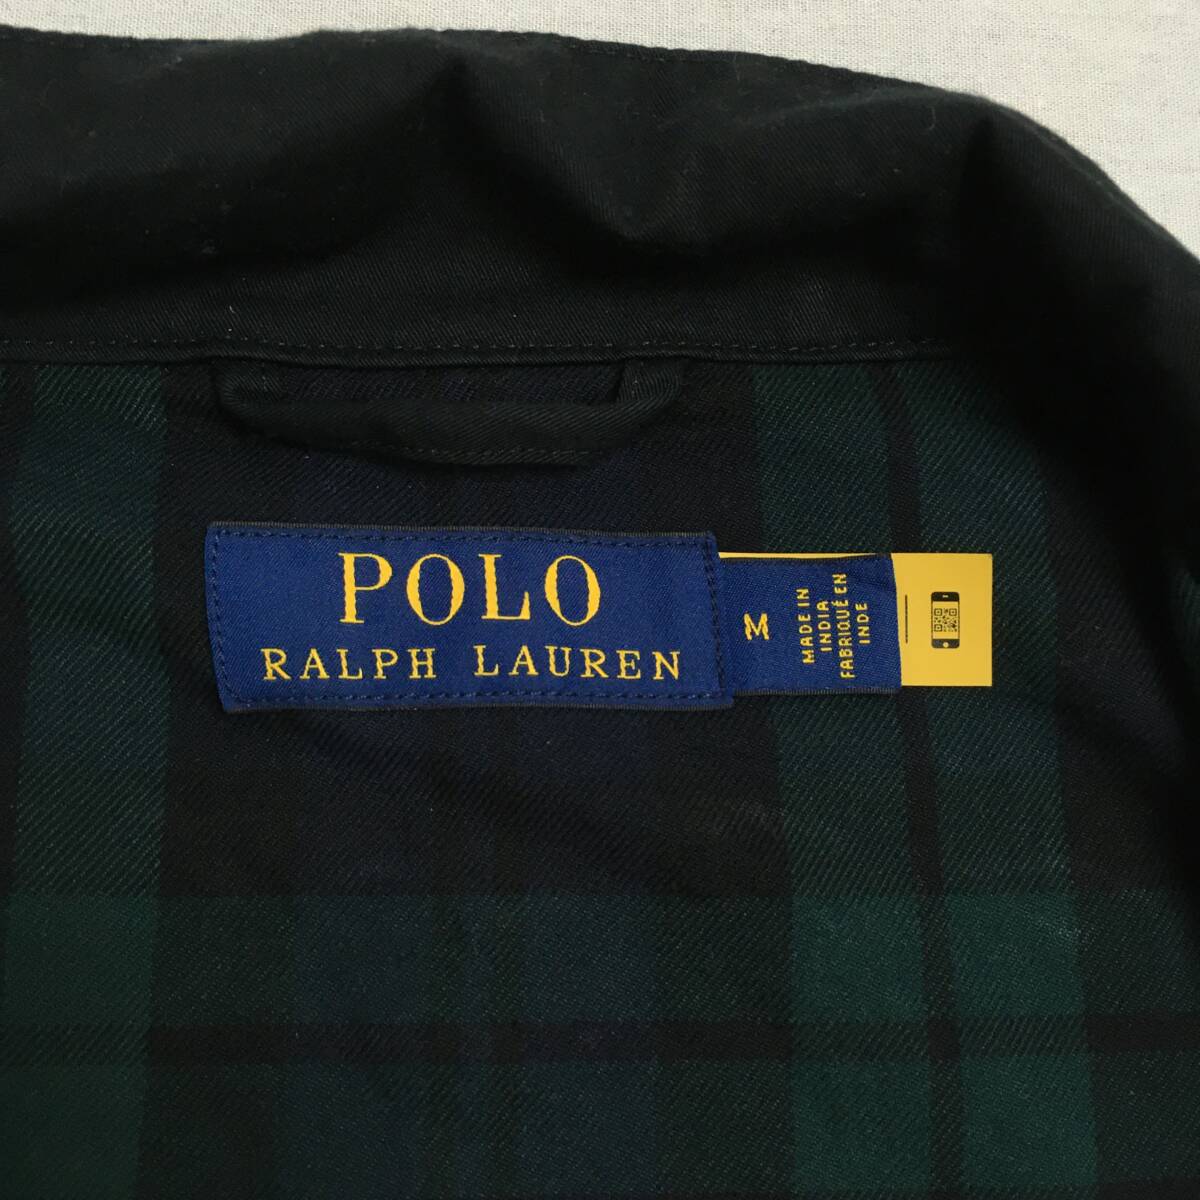 POLO
RALPH LAUREN
M
MADE IN
INDIA
FABRIQUÉ EN
INDE